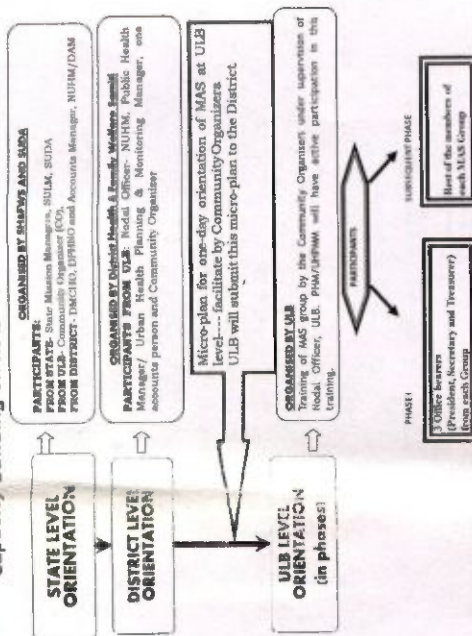 STATE LEVEL
ORIENTATION
ORGANISED BY SH&FWS AND SUDA
PARTICIPANTS:
FROM STATE- State Mission Managers, SULM, SUDA
FROM ULB- Community Organiser (CO),
FROM DISTRICT- DMCHO, DPHNO and Accounts Manager, NUHM/DAM
DISTRICT LEVEL
ORIENTATION
ORGANISED BY District Health & Family Welfare Samiti
PARTICIPANTS FROM ULB: Nodal Officer- NUHM, Public Health
Manager/ Urban Health Planning & Monitoring Manager, one
accounts person and Community Organizer
Micro-plan for one-day orientation of MAS at ULB
level---- facilitate by Community Organizers
ULB will submit this micro-plan to the District
ULB LEVEL
ORIENTATION
(in phases)
ORGANISED BY ULB
Training of MAS group by the Community Organisers under supervision of
Nodal Officer, ULB. PHM/UHPMM will have active participation in this
training.
PARTICIPANTS
PHASE I
SUBSEQUENT PHASE
3 Office bearers
(President, Secretary and Treasurer)
from each Group
Rest of the members of
each MAS Group